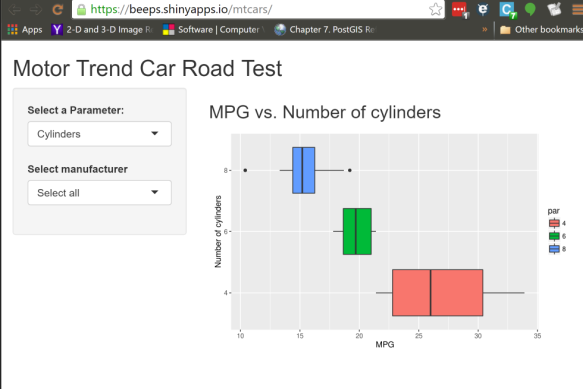 https://beeps.shinyapps.io/mtcars/
Apps
2-D and 3-D Image R
Software | Computer
Chapter 7. PostGIS Re
»
Other bookmarks
Motor Trend Car Road Test
Select a Parameter:
Cylinders
Select manufacturer
Select all
MPG vs. Number of cylinders
Number of cylinders
8
6
4
10
15
20
25
30
35
MPG
par
4
6
8